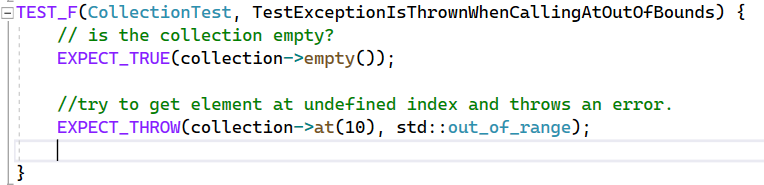 TEST_F(CollectionTest, TestExceptionIsThrownWhenCallingAtOutOfBounds) {
// is the collection empty?
EXPECT_TRUE(collection->empty());
//try to get element at undefined index and throws an error.
EXPECT_THROW(collection->at(10), std::out_of_range);
}